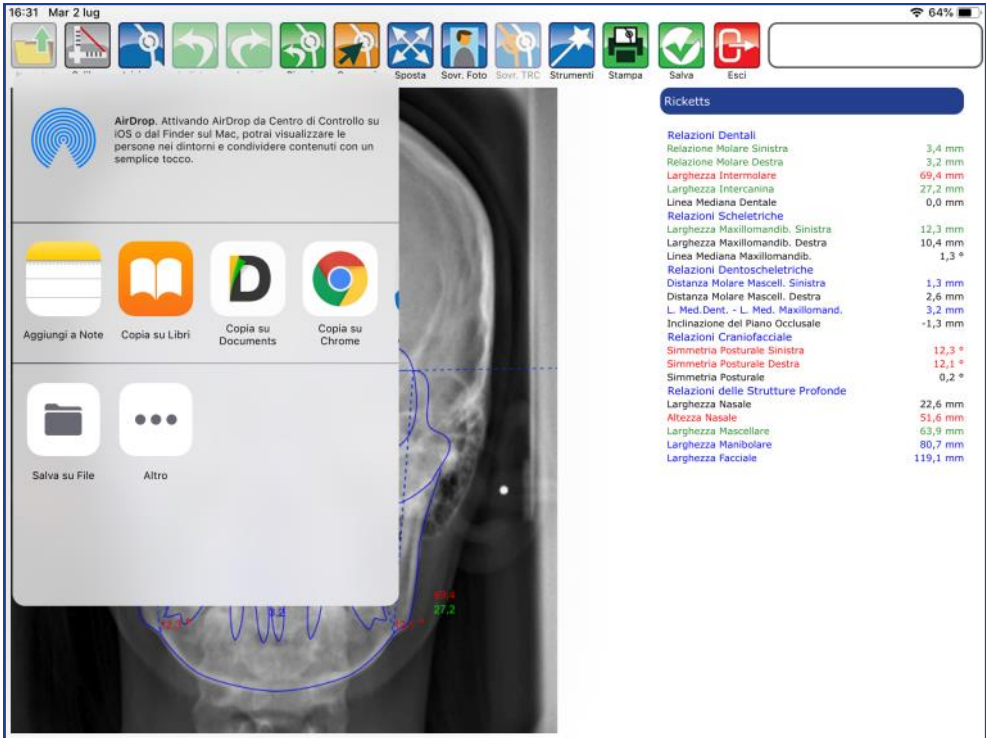 16:31 Mar 2 lug
64%
Sposta
Sovr. Foto
Sovr. TRC
Strumenti
Stampa
Salva
Esci
AirDrop. Attivando AirDrop da Centro di Controllo su
iOS o dal Finder sul Mac, potrai visualizzare le
persone nei dintorni e condividere contenuti con un
semplice tocco.
Aggiungi a Note
Copia su Libri
Copia su
Documents
Copia su
Chrome
Salva su File
Altro
69,4
27,2
3,2
12,3 °
12,1 °
Ricketts
Relazioni Dentali
Relazione Molare Sinistra 3,4 mm
Relazione Molare Destra 3,2 mm
Larghezza Intermolare 69,4 mm
Larghezza Intercanina 27,2 mm
Linea Mediana Dentale 0,0 mm
Relazioni Scheletriche
Larghezza Maxillomandib. Sinistra 12,3 mm
Larghezza Maxillomandib. Destra 10,4 mm
Linea Mediana Maxillomandib. 1,3 °
Relazioni Dentoscheletriche
Distanza Molare Mascell. Sinistra 1,3 mm
Distanza Molare Mascell. Destra 2,6 mm
L. Med.Dent. - L. Med. Maxillomand. 3,2 mm
Inclinazione del Piano Occlusale -1,3 mm
Relazioni Craniofacciale
Simmetria Posturale Sinistra 12,3 °
Simmetria Posturale Destra 12,1 °
Simmetria Posturale 0,2 °
Relazioni delle Strutture Profonde
Larghezza Nasale 22,6 mm
Altezza Nasale 51,6 mm
Larghezza Mascellare 63,9 mm
Larghezza Manibolare 80,7 mm
Larghezza Facciale 119,1 mm